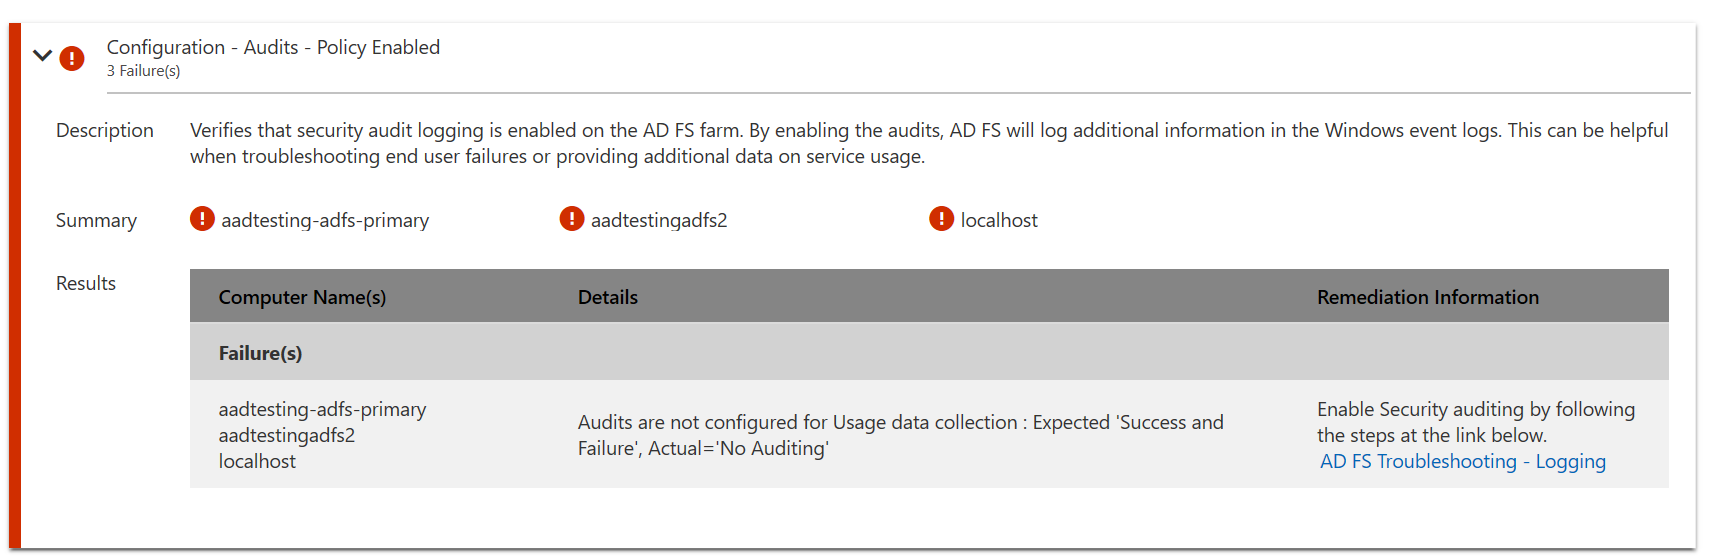 Configuration - Audits - Policy Enabled
3 Failure(s)
Description
Verifies that security audit logging is enabled on the AD FS farm. By enabling the audits, AD FS will log additional information in the Windows event logs. This can be helpful
when troubleshooting end user failures or providing additional data on service usage.
Summary
aadtesting-adfs-primary
aadtestingadfs2
localhost
Results
Computer Name(s)
Details
Remediation Information
Failure(s)
aadtesting-adfs-primary
aadtestingadfs2
localhost
Audits are not configured for Usage data collection : Expected 'Success and
Failure', Actual='No Auditing'
Enable Security auditing by following
the steps at the link below.
AD FS Troubleshooting - Logging